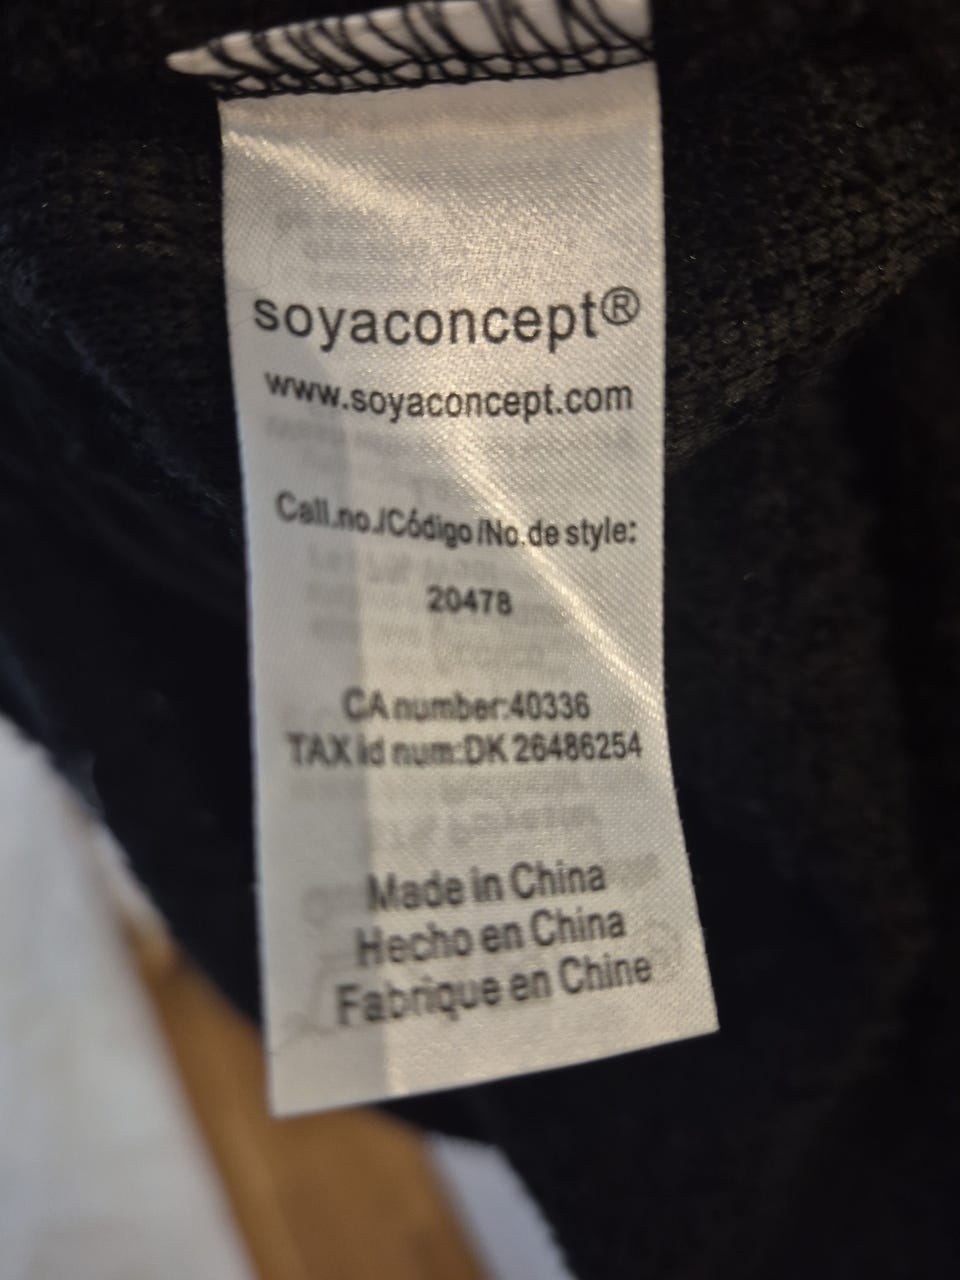 soyaconcept®
www.soyaconcept.com
Call.no./Código/No.de style:
20478
CA number:40336
TAX id num:DK 26486254
Made in China
Hecho en China
Fabrique en Chine